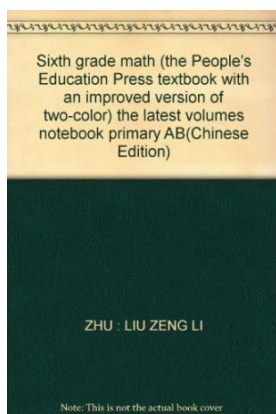 Sixth grade math (the People's
Education Press textbook with
an improved version of
two-color) the latest volumes
notebook primary AB(Chinese
Edition)
ZHU : LIU ZENG LI
Note: This is not the actual book cover